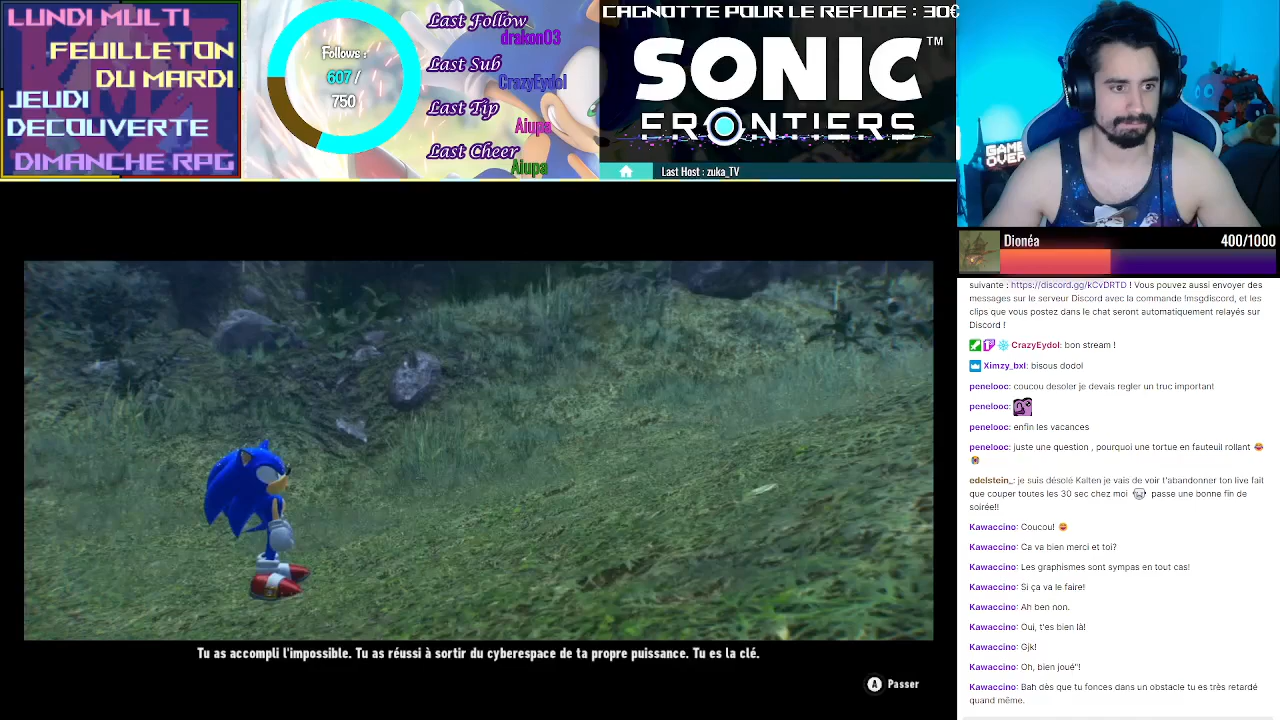 LUNDI MULTI
FEUILLETON
DU MARDI
JEUDI
DECOUVERTE
DIMANCHE RPG
Follows :
607 /
750
Last Follow
drakon03
Last Sub
CrazyEydol
Last Tip
Aiupa
Last Cheer
Aiupa
CAGNOTTE POUR LE REFUGE : 30€
SONIC™
FRONTIERS
Last Host : zuka_TV
GAME
OVER
Dionéa 400/1000
suivante : https://discord.gg/kCvDRTD ! Vous pouvez aussi envoyer des
messages sur le serveur Discord avec la commande !msgdiscord, et les
clips que vous postez dans le chat seront automatiquement relayés sur
Discord !
CrazyEydol: bon stream !
Ximzy_bxl: bisous dodol
penelooc: coucou desoler je devais regler un truc important
penelooc:
penelooc: enfin les vacances
penelooc: juste une question , pourquoi une tortue en fauteuil rollant
edelstein_: je suis désolé Kalten je vais de voir t'abandonner ton live fait
que couper toutes les 30 sec chez moi passe une bonne fin de
soirée!!
Kawaccino: Coucou!
Kawaccino: Ca va bien merci et toi?
Kawaccino: Les graphismes sont sympas en tout cas!
Kawaccino: Si ça va le faire!
Kawaccino: Ah ben non.
Kawaccino: Oui, t'es bien là!
Kawaccino: Gjk!
Kawaccino: Oh, bien joué"!
Kawaccino: Bah dès que tu fonces dans un obstacle tu es très retardé
quand même.
Tu as accompli l'impossible. Tu as réussi à sortir du cyberespace de ta propre puissance. Tu es la clé.
A Passer